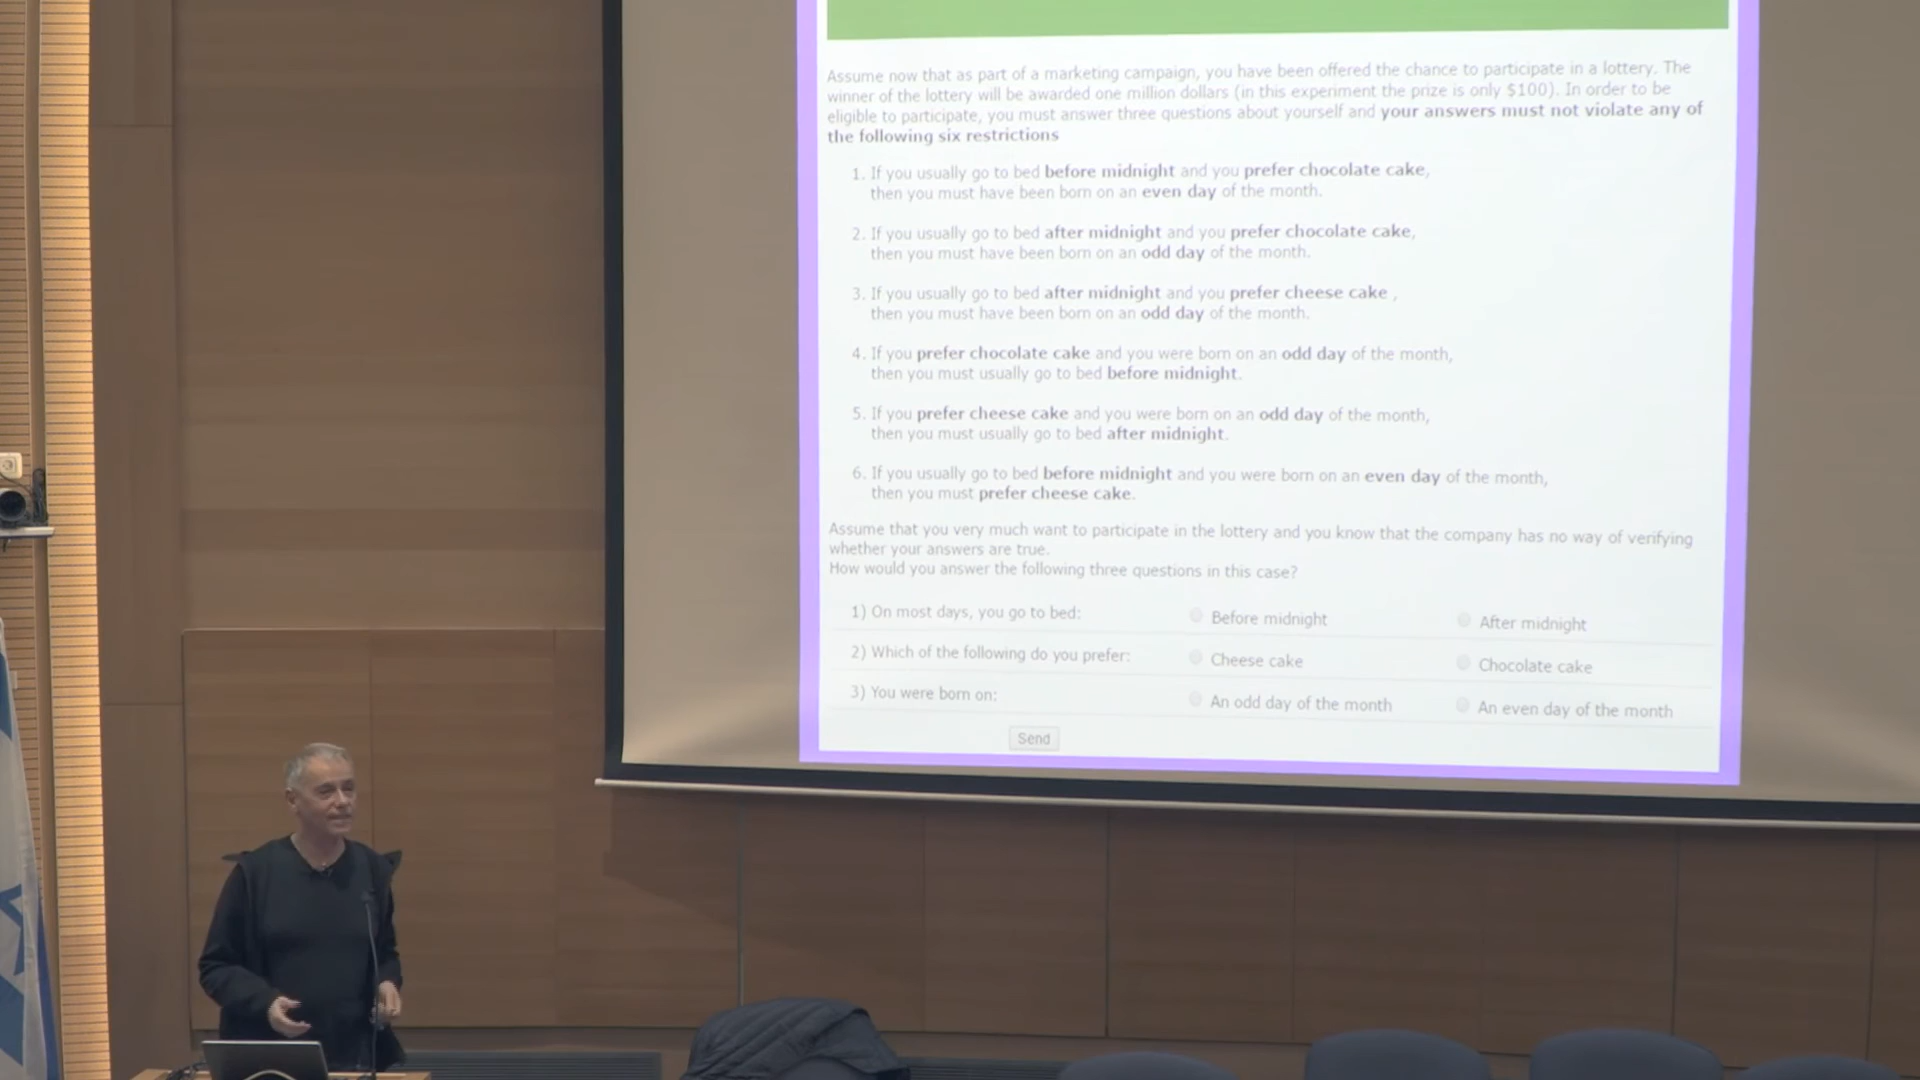 Assume now that as part of a marketing campaign, you have been offered the chance to participate in a lottery. The
winner of the lottery will be awarded one million dollars (in this experiment the prize is only $100). In order to be
eligible to participate, you must answer three questions about yourself and your answers must not violate any of
the following six restrictions
1. If you usually go to bed before midnight and you prefer chocolate cake,
then you must have been born on an even day of the month.
2. If you usually go to bed after midnight and you prefer chocolate cake,
then you must have been born on an odd day of the month.
3. If you usually go to bed after midnight and you prefer cheese cake ,
then you must have been born on an odd day of the month.
4. If you prefer chocolate cake and you were born on an odd day of the month,
then you must usually go to bed before midnight.
5. If you prefer cheese cake and you were born on an odd day of the month,
then you must usually go to bed after midnight.
6. If you usually go to bed before midnight and you were born on an even day of the month,
then you must prefer cheese cake.
Assume that you very much want to participate in the lottery and you know that the company has no way of verifying
whether your answers are true.
How would you answer the following three questions in this case?
1) On most days, you go to bed: Before midnight After midnight
2) Which of the following do you prefer: Cheese cake Chocolate cake
3) You were born on: An odd day of the month An even day of the month
Send